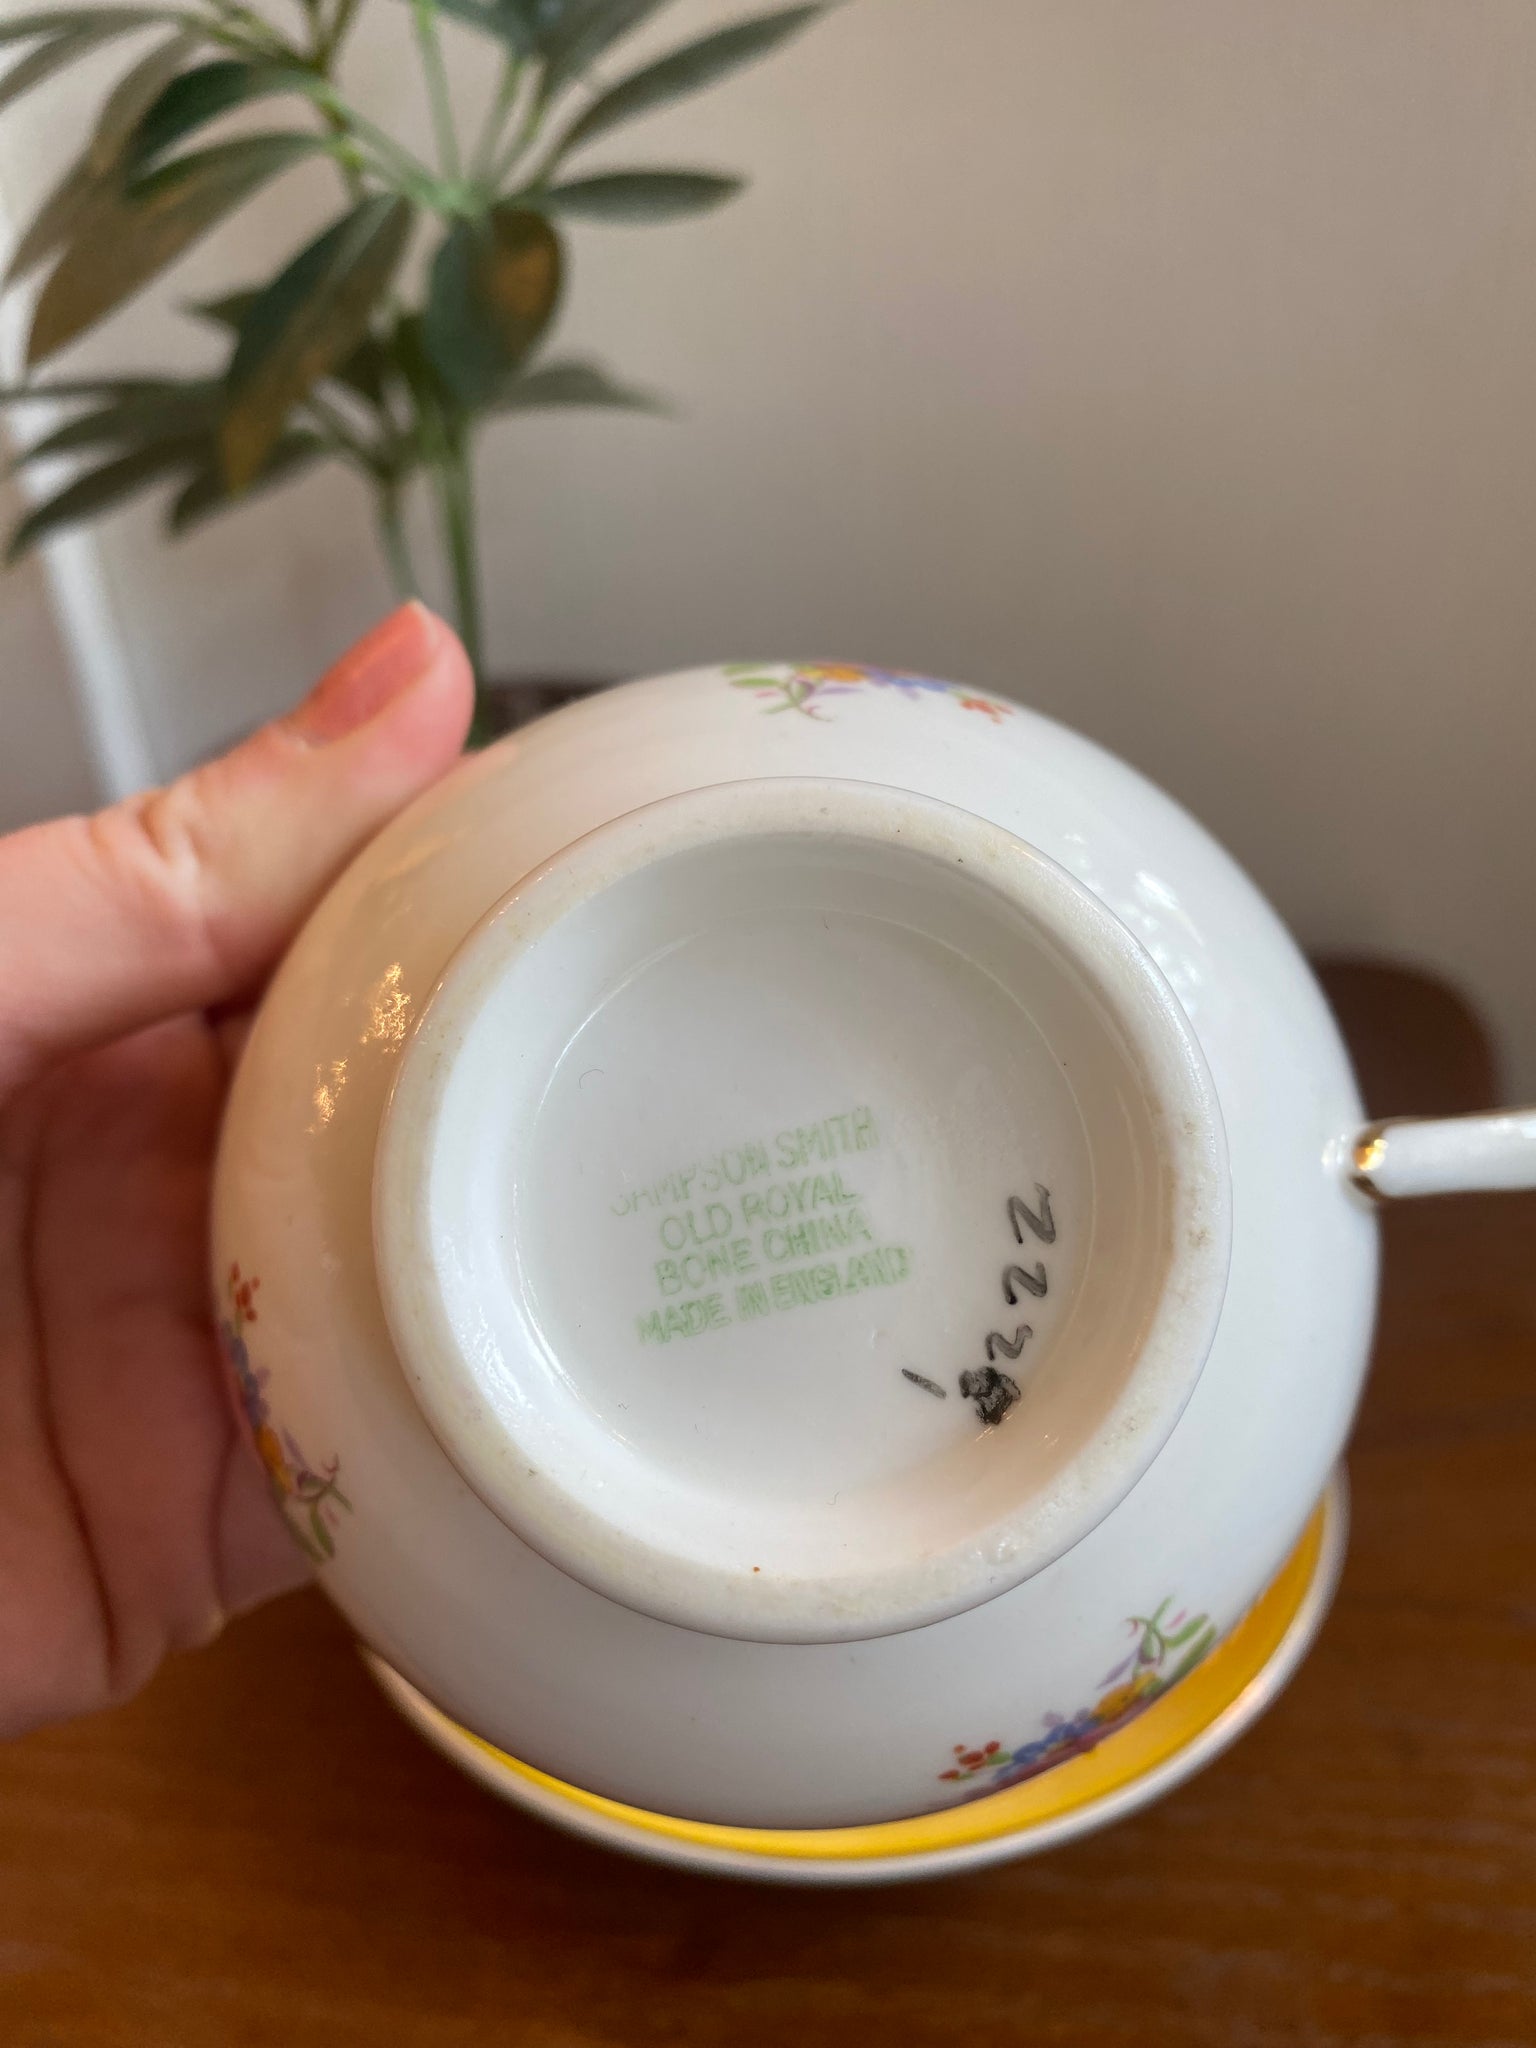 SAMPSON SMITH
OLD ROYAL
BONE CHINA
MADE IN ENGLAND